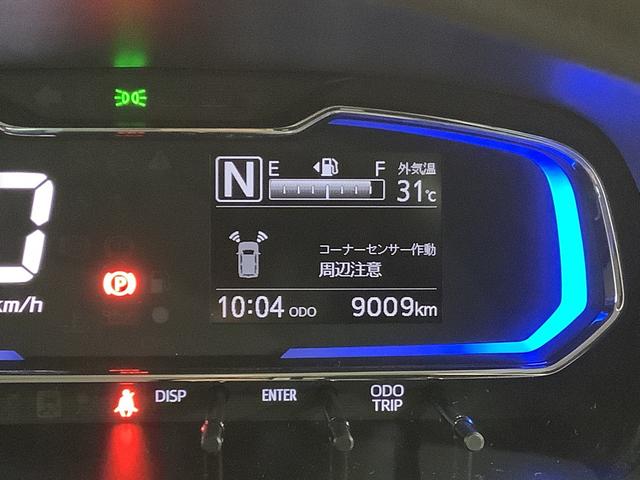 N
E F
外気温
31℃
0
km/h
コーナーセンサー作動
周辺注意
P
10:04 ODO 9009km
DISP
ENTER
ODO
TRIP